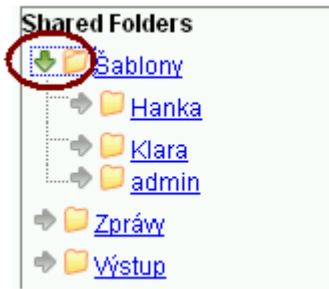 Shared Folders
Šablony
Hanka
Klara
admin
Zprávy
Výstup